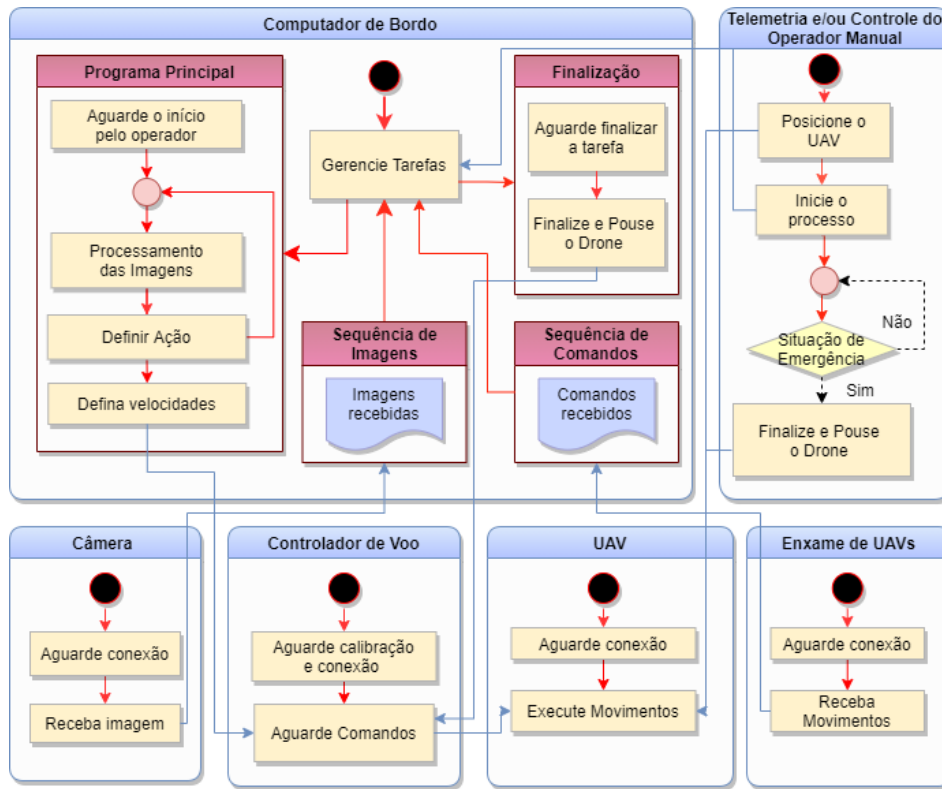 Computador de Bordo
Programa Principal
Aguarde o início
pelo operador
Processamento
das Imagens
Definir Ação
Defina velocidades
Gerencie Tarefas
Finalização
Aguarde finalizar
a tarefa
Finalize e Pouse
o Drone
Sequência de
Imagens
Imagens
recebidas
Sequência de
Comandos
Comandos
recebidos
Telemetria e/ou Controle do
Operador Manual
Posicione o
UAV
Inicie o
processo
Não
Situação de
Emergência
Sim
Finalize e Pouse
o Drone
Câmera
Aguarde conexão
Receba imagem
Controlador de Voo
Aguarde calibração
e conexão
Aguarde Comandos
UAV
Aguarde conexão
Execute Movimentos
Enxame de UAVs
Aguarde conexão
Receba
Movimentos